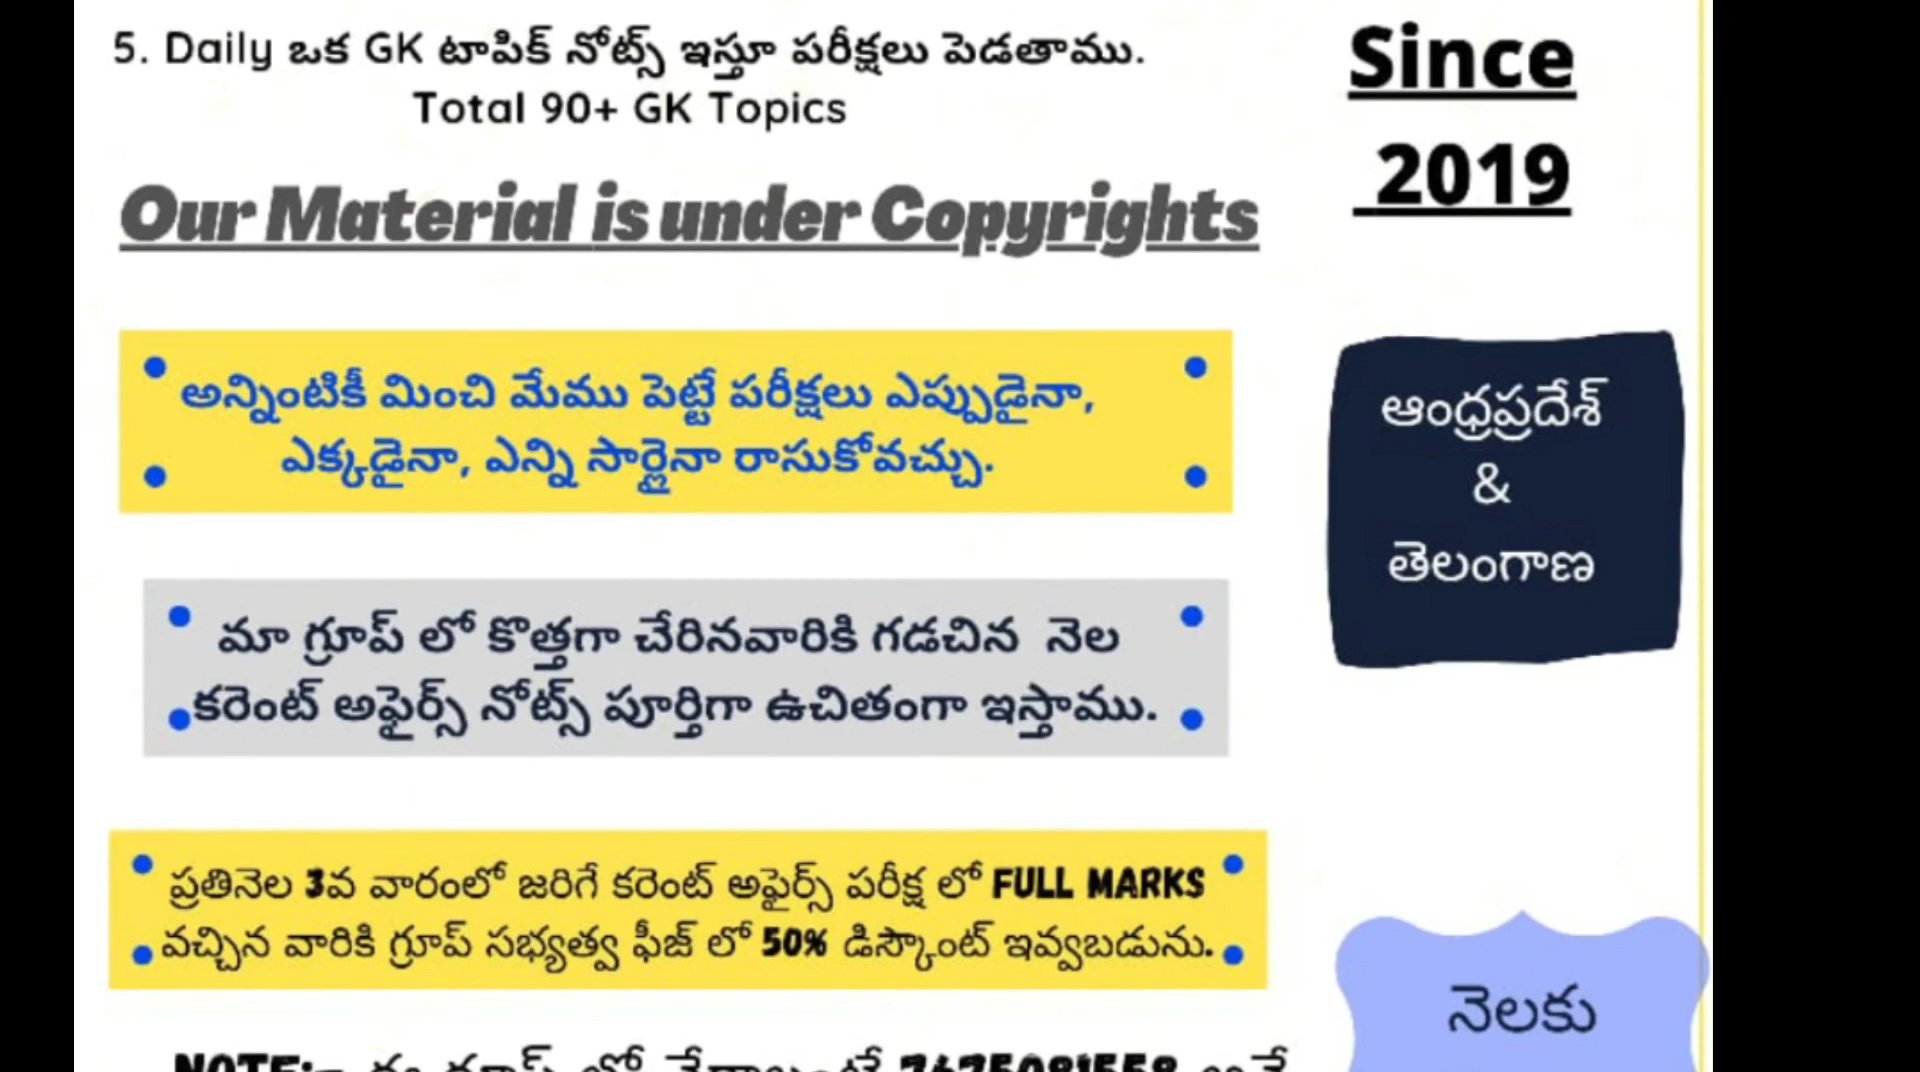 5. Daily ఒక GK టాపిక్ నోట్స్ ఇస్తూ పరీక్షలు పెడతాము.
Total 90+ GK Topics
Our Material is under Copyrights
అన్నింటికీ మించి మేము పెట్టే పరీక్షలు ఎప్పుడైనా,
ఎక్కడైనా, ఎన్ని సార్లైనా రాసుకోవచ్చు.
మా గ్రూప్ లో కొత్తగా చేరినవారికి గడచిన నెల
కరెంట్ అఫైర్స్ నోట్స్ పూర్తిగా ఉచితంగా ఇస్తాము.
ప్రతినెల 3వ వారంలో జరిగే కరెంట్ అఫైర్స్ పరీక్ష లో FULL MARKS
వచ్చిన వారికి గ్రూప్ సభ్యత్వ ఫీజ్ లో 50% డిస్కౌంట్ ఇవ్వబడును.
NOTE:-
Since
2019
ఆంధ్రప్రదేశ్
&
తెలంగాణ
నెలకు